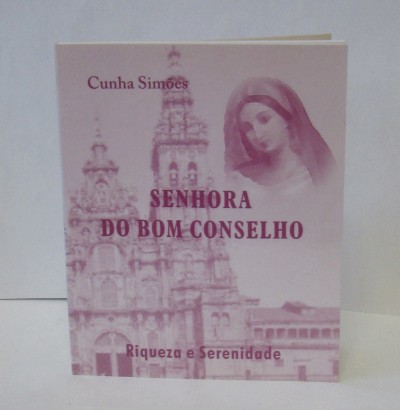 Cunha Simões
SENHORA
DO BOM CONSELHO
Riqueza e Serenidade